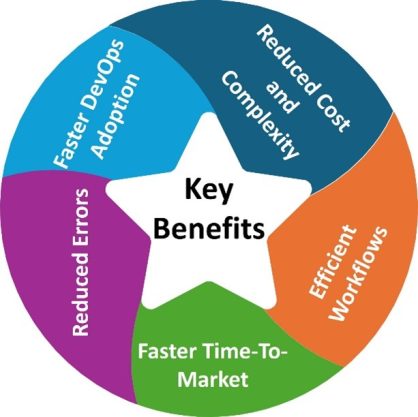 Key
Benefits
Reduced Cost
and
Complexity
Efficient
Workflows
Faster Time-To-
Market
Reduced Errors
Faster DevOps
Adoption